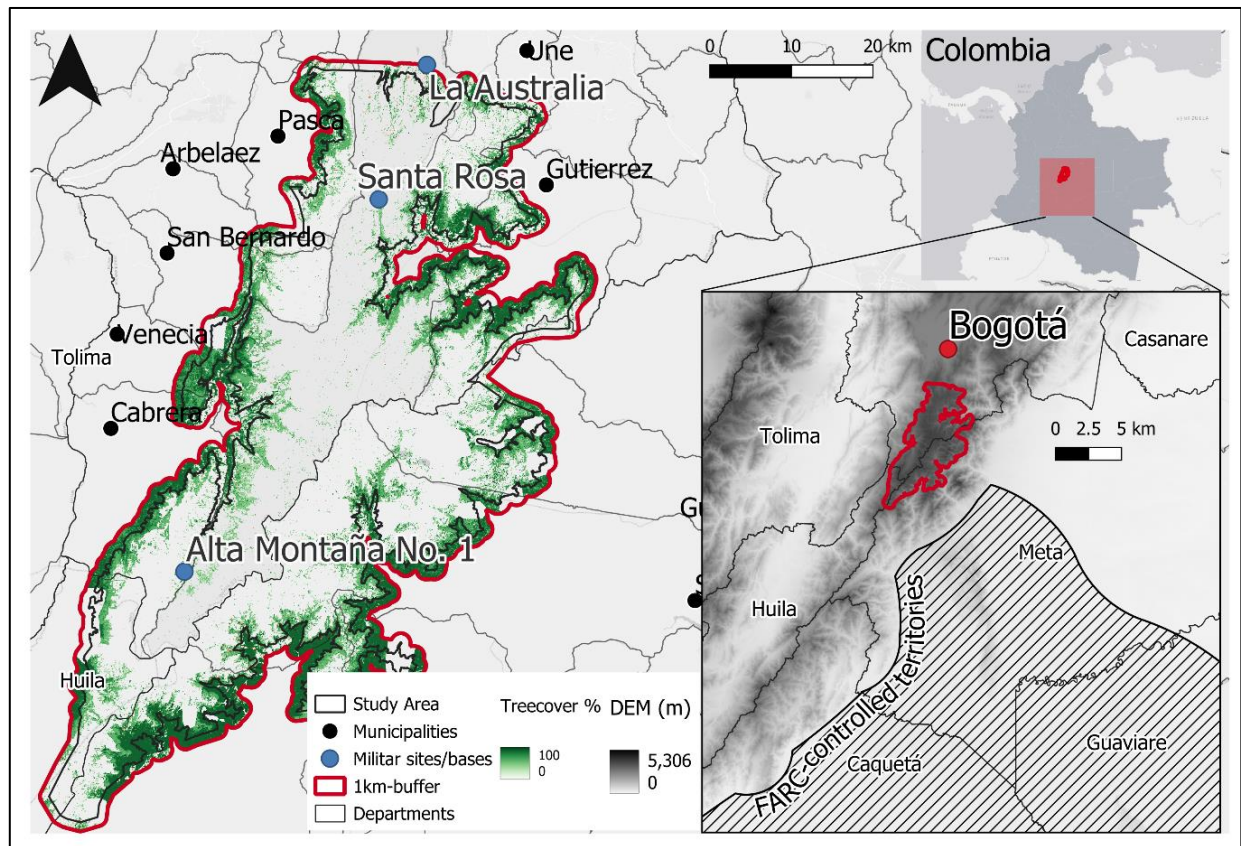 Une
0 10 20 km
Colombia
La Australia
Pasca
Arbelaez
Santa Rosa
Gutierrez
San Bernardo
Venecia
Tolima
Cabrera
Alta Montaña No. 1
Huila
Study Area
Municipalities
Militar sites/bases
1km-buffer
Departments
Treecover %
100
0
DEM (m)
5,306
0
Bogotá
Casanare
0 2.5 5 km
Tolima
Meta
Huila
FARC-controlled territories
Guaviare
Caquetá